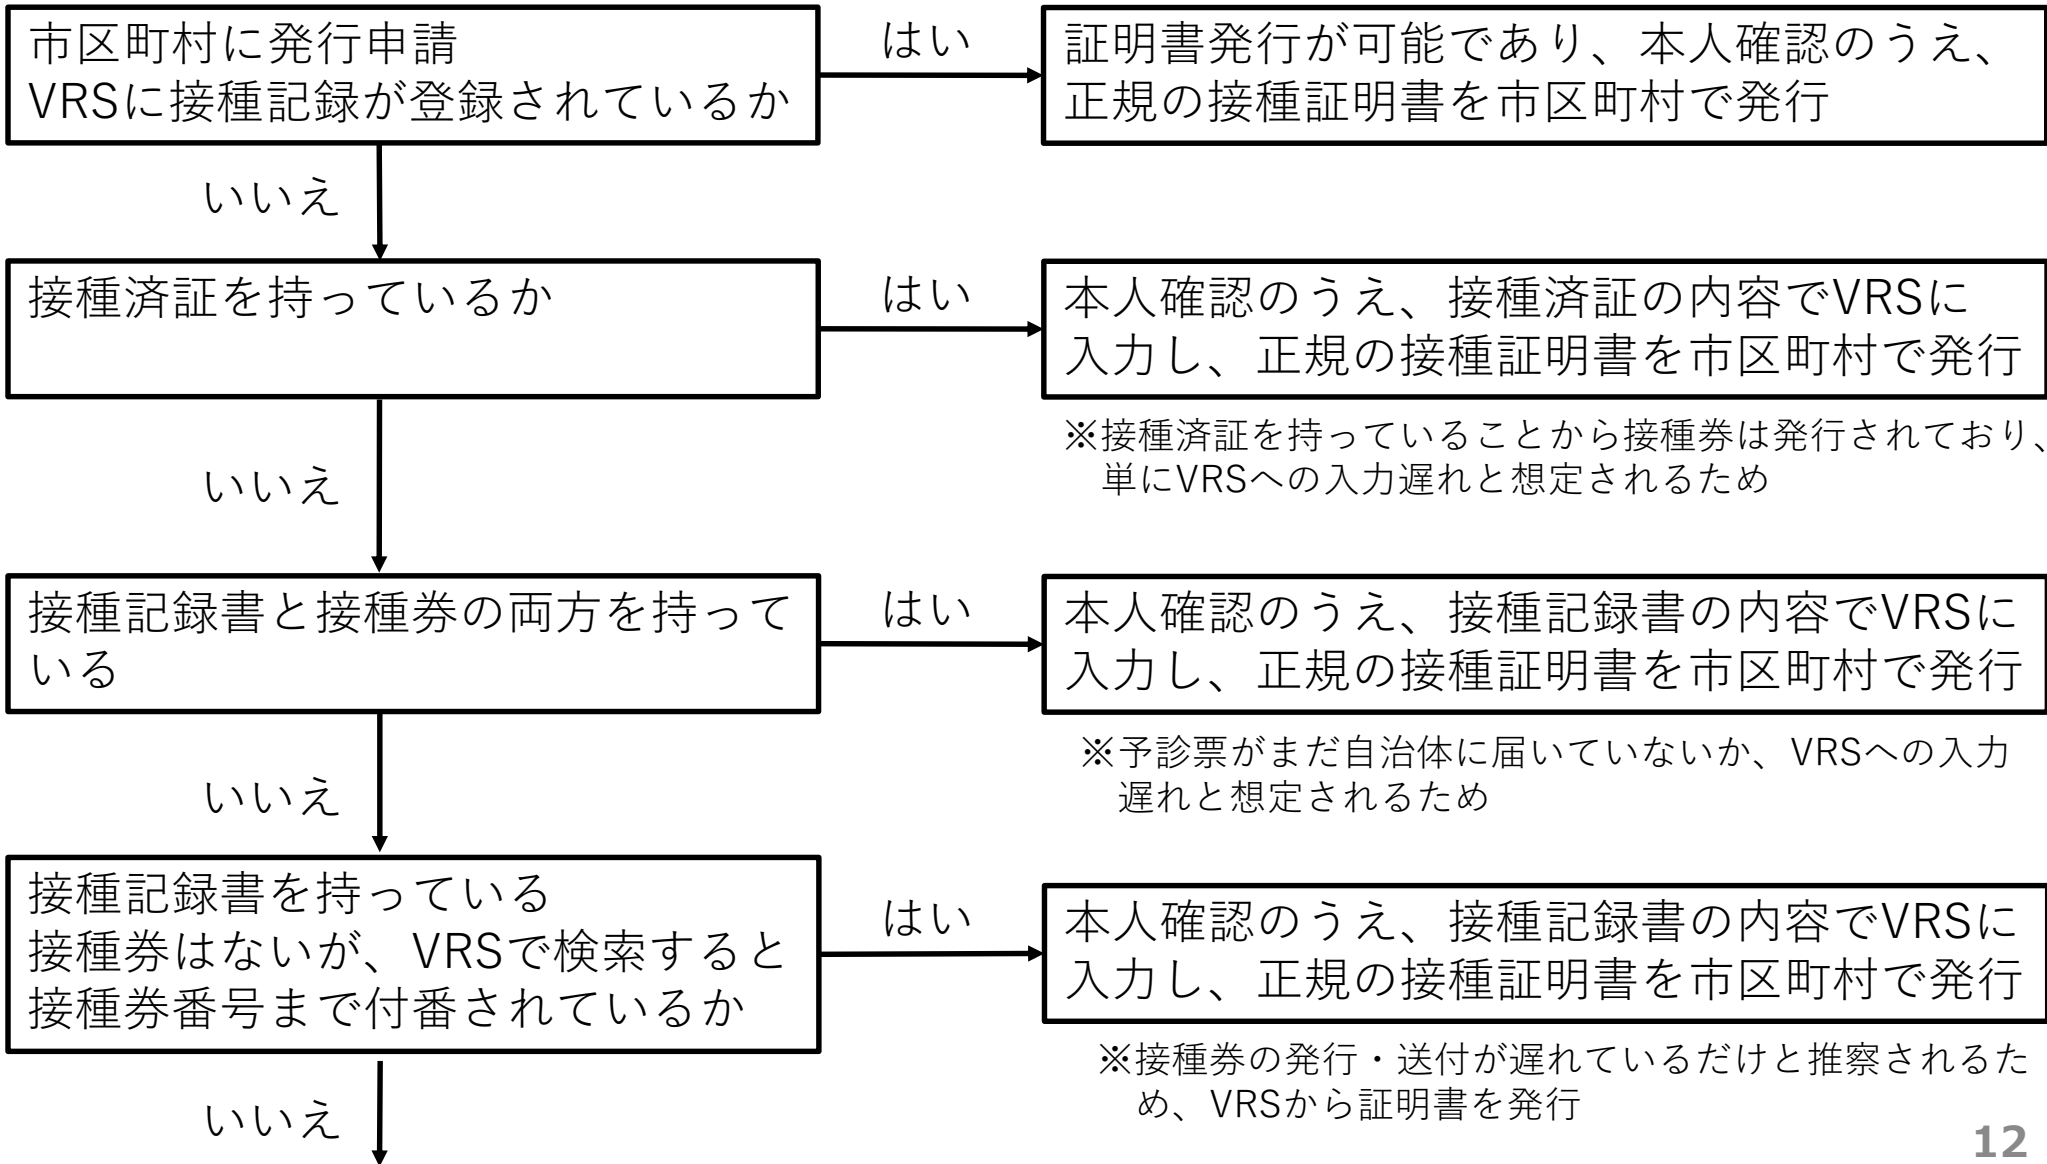 市区町村に発行申請
VRSに接種記録が登録されているか
はい
証明書発行が可能であり、本人確認のうえ、
正規の接種証明書を市区町村で発行
いいえ
接種済証を持っているか
はい
本人確認のうえ、接種済証の内容でVRSに
入力し、正規の接種証明書を市区町村で発行
※接種済証を持っていることから接種券は発行されており、
単にVRSへの入力遅れと想定されるため
いいえ
接種記録書と接種券の両方を持って
いる
はい
本人確認のうえ、接種記録書の内容でVRSに
入力し、正規の接種証明書を市区町村で発行
※予診票がまだ自治体に届いていないか、VRSへの入力
遅れと想定されるため
いいえ
接種記録書を持っている
接種券はないが、VRSで検索すると
接種券番号まで付番されているか
はい
本人確認のうえ、接種記録書の内容でVRSに
入力し、正規の接種証明書を市区町村で発行
※接種券の発行・送付が遅れているだけと推察されるた
め、VRSから証明書を発行
いいえ
12